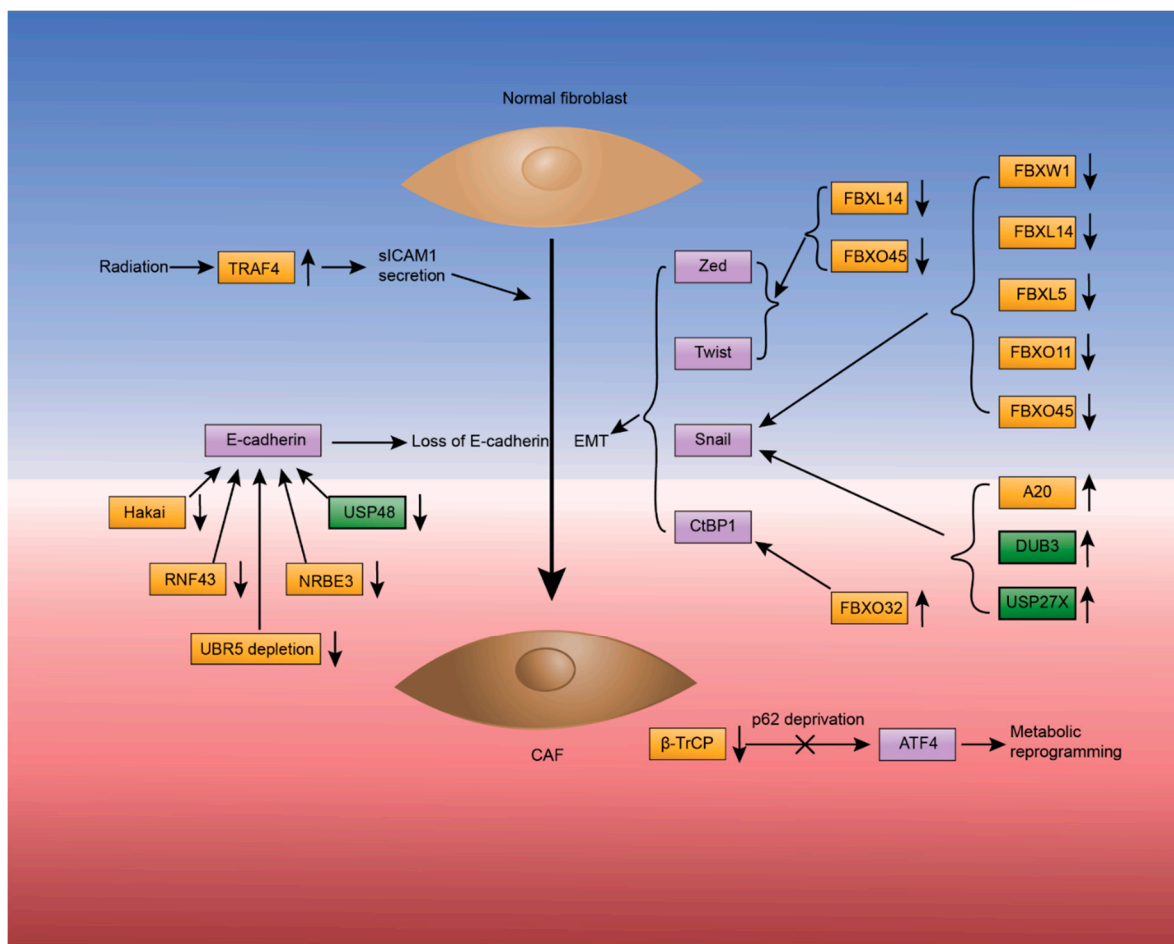 Normal fibroblast
FBXW1
FBXL14
FBXL14
FBXO45
Radiation
TRAF4
sICAM1
secretion
Zed
FBXL5
Twist
FBXO11
FBXO45
E-cadherin
Loss of E-cadherin
EMT
Snail
Hakai
USP48
A20
CtBP1
DUB3
RNF43
NRBE3
FBXO32
USP27X
UBR5 depletion
CAF
β-TrCP
p62 deprivation
ATF4
Metabolic
reprogramming